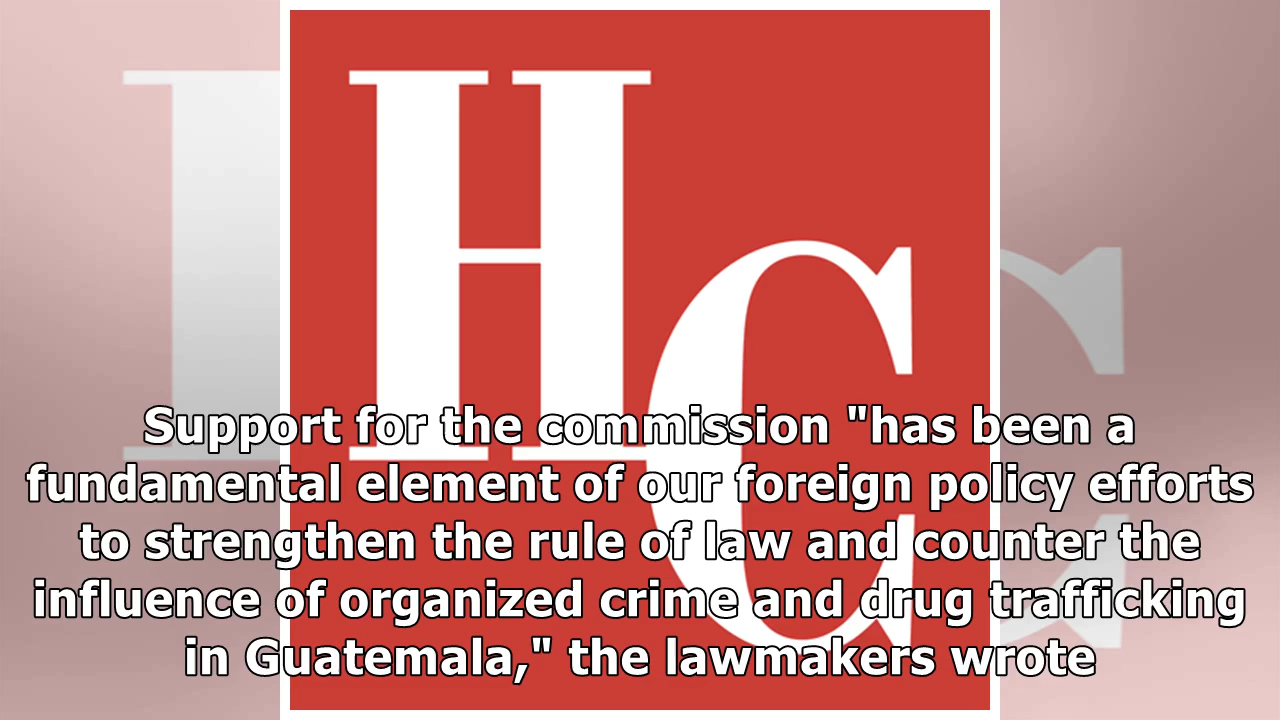 HC
Support for the commission "has been a
fundamental element of our foreign policy efforts
to strengthen the rule of law and counter the
influence of organized crime and drug trafficking
in Guatemala," the lawmakers wrote